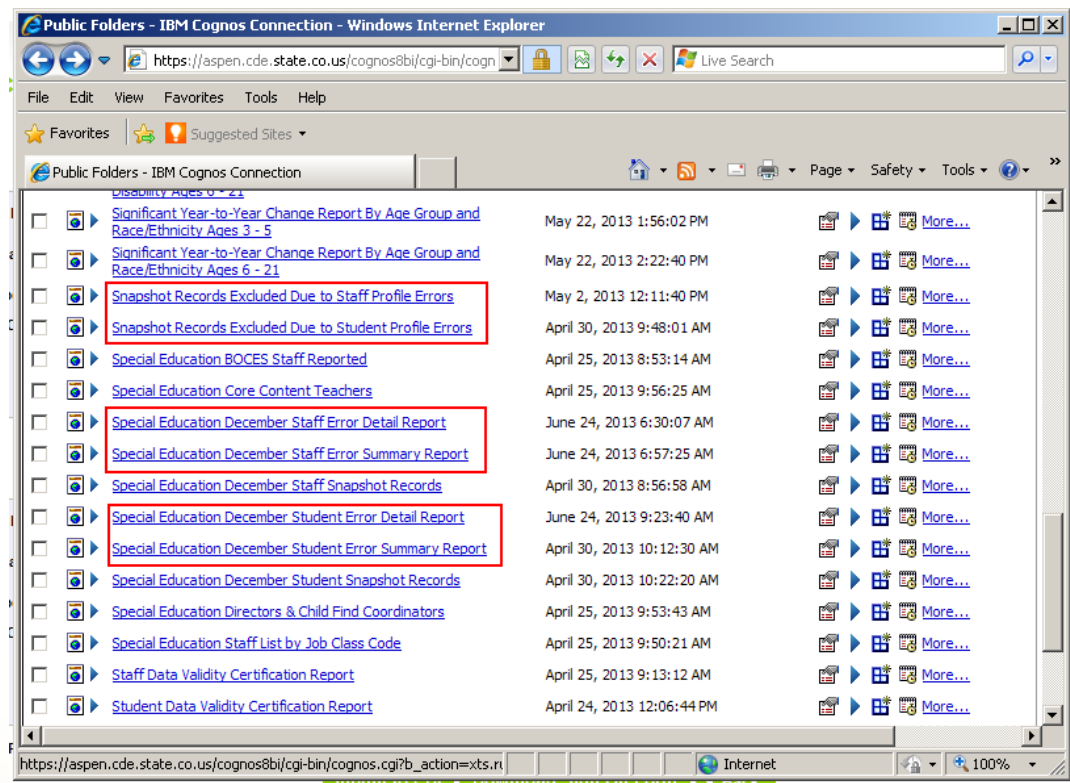 Public Folders - IBM Cognos Connection - Windows Internet Explorer
https://aspen.cde.state.co.us/cognos8bi/cgi-bin/cogn
Live Search
File Edit View Favorites Tools Help
Favorites Suggested Sites
Public Folders - IBM Cognos Connection Page Safety Tools »
Disability Ages 6 - 21
Significant Year-to-Year Change Report By Age Group and
Race/Ethnicity Ages 3 - 5 May 22, 2013 1:56:02 PM More...
Significant Year-to-Year Change Report By Age Group and
Race/Ethnicity Ages 6 - 21 May 22, 2013 2:22:40 PM More...
Snapshot Records Excluded Due to Staff Profile Errors May 2, 2013 12:11:40 PM More...
Snapshot Records Excluded Due to Student Profile Errors April 30, 2013 9:48:01 AM More...
Special Education BOCES Staff Reported April 25, 2013 8:53:14 AM More...
Special Education Core Content Teachers April 25, 2013 9:56:25 AM More...
Special Education December Staff Error Detail Report June 24, 2013 6:30:07 AM More...
Special Education December Staff Error Summary Report June 24, 2013 6:57:25 AM More...
Special Education December Staff Snapshot Records April 30, 2013 8:56:58 AM More...
Special Education December Student Error Detail Report June 24, 2013 9:23:40 AM More...
Special Education December Student Error Summary Report April 30, 2013 10:12:30 AM More...
Special Education December Student Snapshot Records April 30, 2013 10:22:20 AM More...
Special Education Directors & Child Find Coordinators April 25, 2013 9:53:43 AM More...
Special Education Staff List by Job Class Code April 25, 2013 9:50:21 AM More...
Staff Data Validity Certification Report April 25, 2013 9:13:12 AM More...
Student Data Validity Certification Report April 24, 2013 12:06:44 PM More...
https://aspen.cde.state.co.us/cognos8bi/cgi-bin/cognos.cgi?b_action=xts.ru Internet 100%